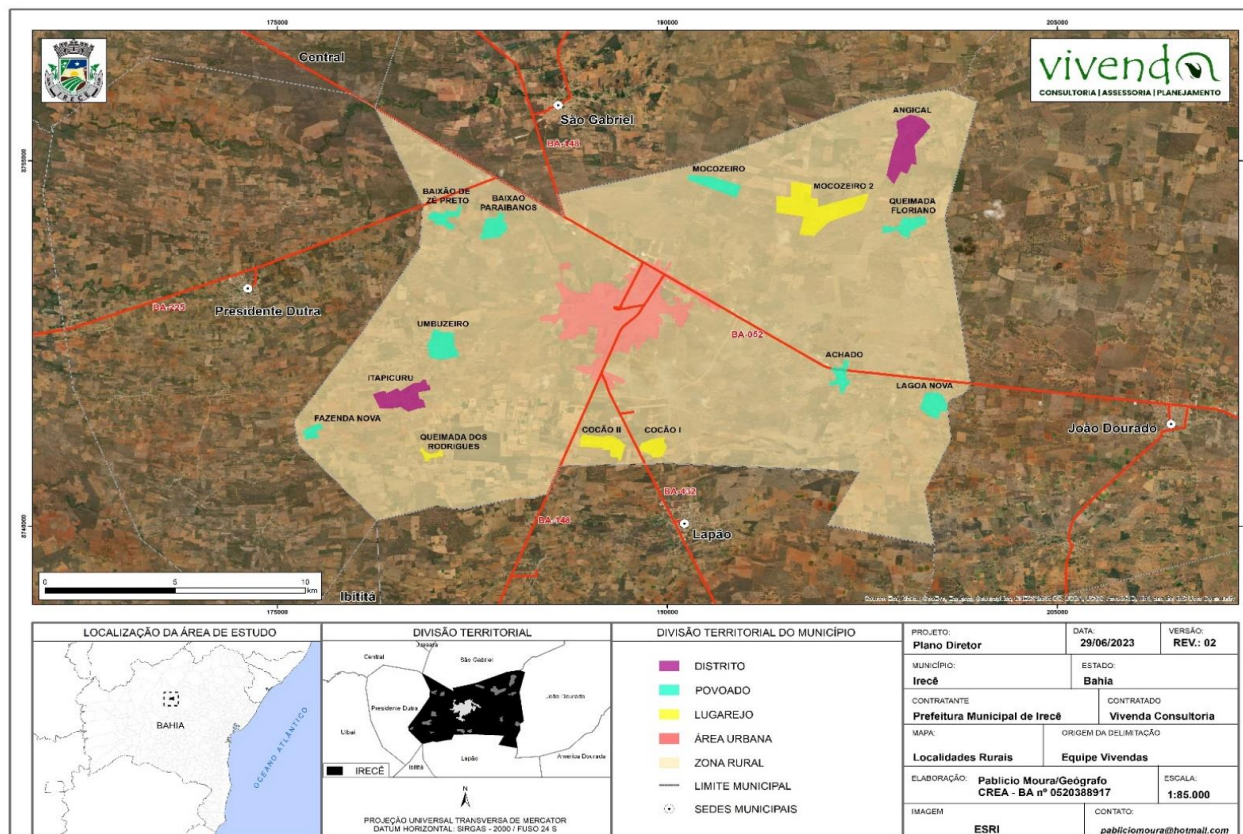 175000
190000
205000
IRECÊ
Central
São Gabriel
vivenda
CONSULTORIA | ASSESSORIA | PLANEJAMENTO
ANGICAL
BA-148
MOCOZEIRO
MOCOZEIRO 2
BAIXÃO DE
ZÉ PRETO
BAIXAO
PARAIBANOS
QUEIMADA
FLORIANO
Presidente Dutra
BA-225
UMBUZEIRO
BA-052
ACHADO
ITAPICURU
LAGOA NOVA
FAZENDA NOVA
João Dourado
QUEIMADA DOS
RODRIGUES
COCÃO II
COCÃO I
BA-432
BA-148
Lapão
0
5
10
km
Ibititá
175000
190000
205000
LOCALIZAÇÃO DA ÁREA DE ESTUDO
BAHIA
OCEANO ATLÂNTICO
DIVISÃO TERRITORIAL
Jussara
Central
São Gabriel
João Dourado
Presidente Dutra
Uibaí
Ibititá
Lapão
América Dourada
IRECÊ
N
PROJEÇÃO UNIVERSAL TRANSVERSA DE MERCATOR
DATUM HORIZONTAL: SIRGAS - 2000 / FUSO 24 S
DIVISÃO TERRITORIAL DO MUNICÍPIO
DISTRITO
POVOADO
LUGAREJO
ÁREA URBANA
ZONA RURAL
LIMITE MUNICIPAL
SEDES MUNICIPAIS
PROJETO:
Plano Diretor
DATA:
29/06/2023
VERSÃO:
REV.: 02
MUNICÍPIO:
Irecê
ESTADO:
Bahia
CONTRATANTE
Prefeitura Municipal de Irecê
CONTRATADO
Vivenda Consultoria
MAPA:
Localidades Rurais
ORIGEM DA DELIMITAÇÃO
Equipe Vivendas
ELABORAÇÃO: Pablicio Moura/Geógrafo
CREA - BA nº 0520388917
ESCALA:
1:85.000
IMAGEM
ESRI
CONTATO:
pabliciomoura@hotmail.com